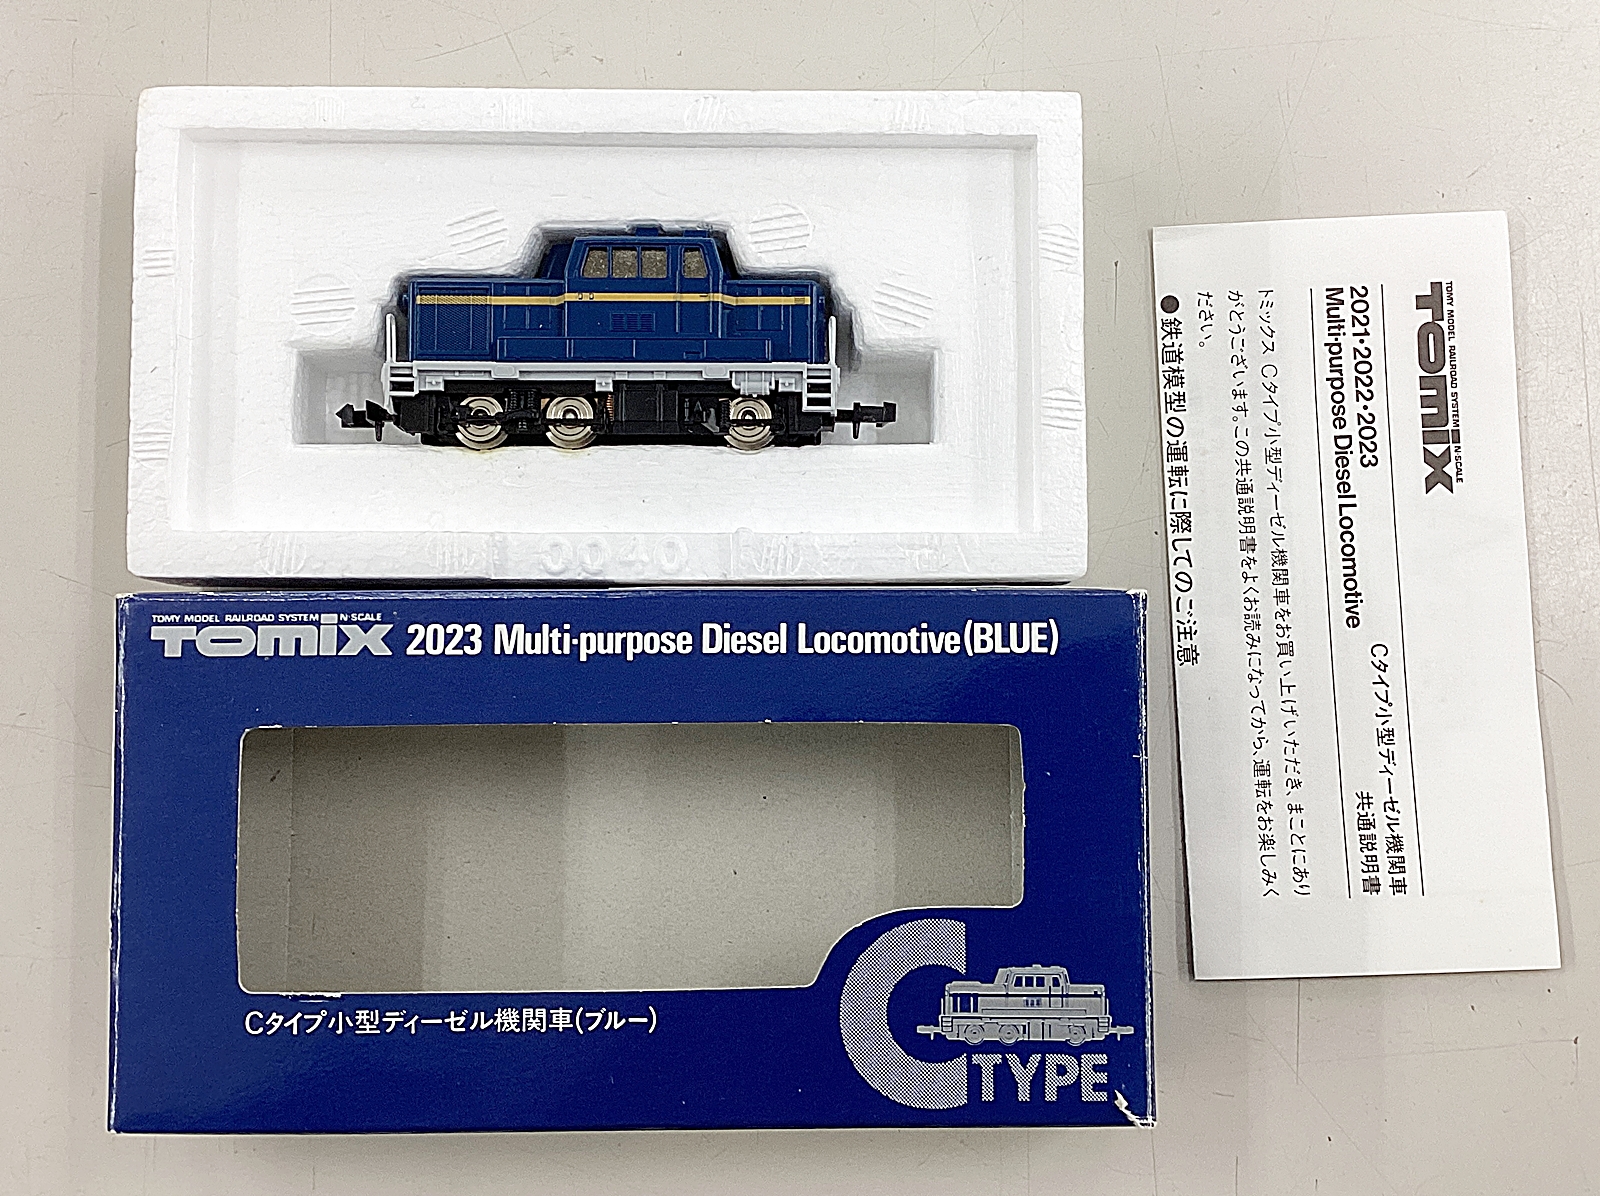 3040
TOMY MODEL RAILROAD SYSTEM N·SCALE
TOMIX 2023 Multi-purpose Diesel Locomotive(BLUE)
Cタイプ小型ディーゼル機関車(ブルー)
C
TYPE
TOMY MODEL RAILROAD SYSTEM N·SCALE
TOMIX
2021・2022・2023
Multi-purpose Diesel Locomotive
Cタイプ小型ディーゼル機関車
共通説明書
トミックス Cタイプ小型ディーゼル機関車をお買い上げいただき、まことにあり
がとうございます。この共通説明書をよくお読みになってから、運転をお楽しみく
ださい。
●鉄道模型の運転に際してのご注意